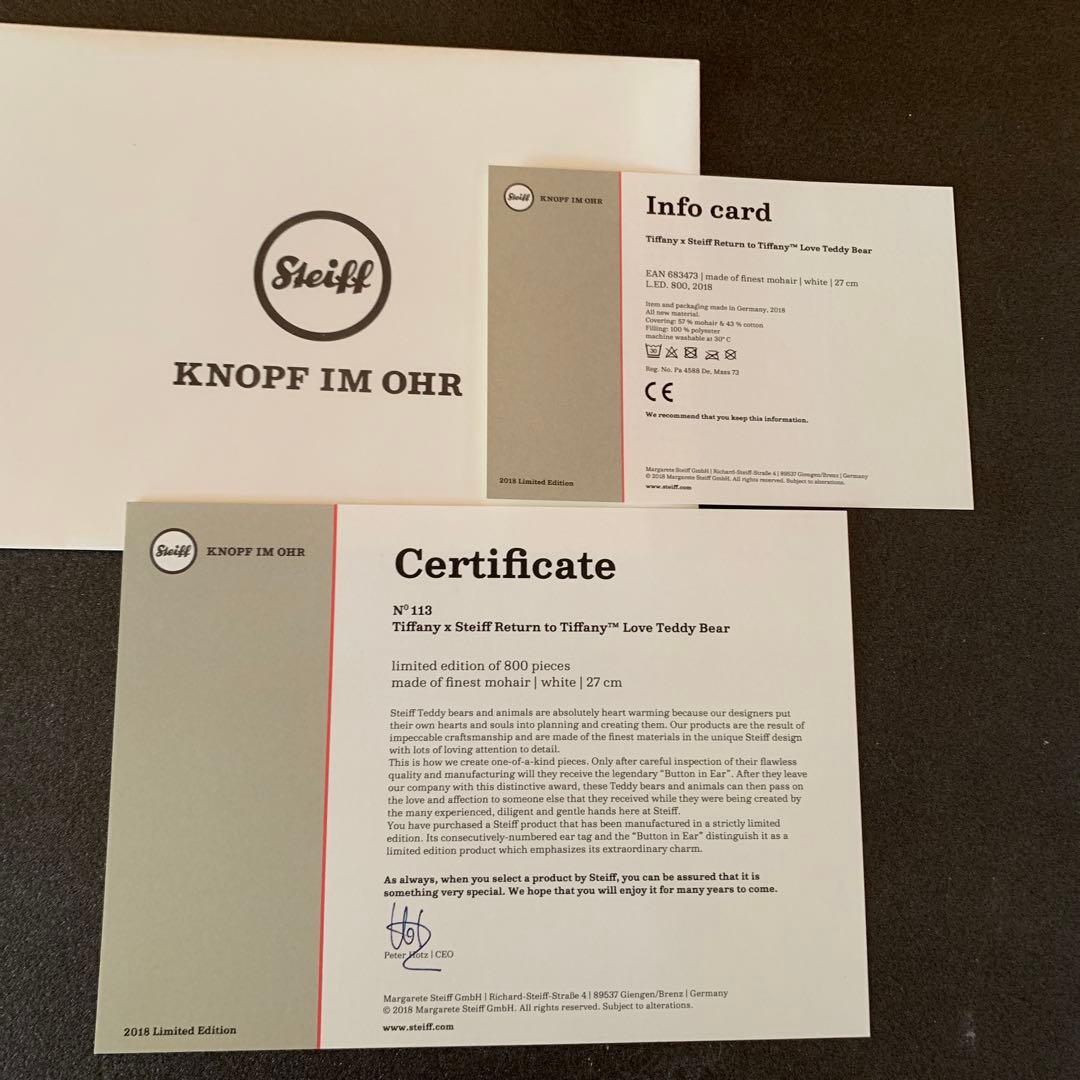 Steiff
KNOPF IM OHR
Steiff
KNOPF IM OHR
2018 Limited Edition
Info card
Tiffany x Steiff Return to Tiffany™ Love Teddy Bear
EAN 683473 | made of finest mohair | white | 27 cm
L.ED. 800, 2018
Item and packaging made in Germany, 2018
All new material.
Covering: 57 % mohair & 43 % cotton
Filling: 100 % polyester
machine washable at 30° C
30
Reg. No. Pa 4588 De, Mass 73
CE
We recommend that you keep this information.
Margarete Steiff GmbH | Richard-Steiff-Straße 4 | 89537 Giengen/Brenz | Germany
© 2018 Margarete Steiff GmbH. All rights reserved. Subject to alterations.
www.steiff.com
Steiff
KNOPF IM OHR
2018 Limited Edition
Certificate
Nº 113
Tiffany x Steiff Return to Tiffany™ Love Teddy Bear
limited edition of 800 pieces
made of finest mohair | white | 27 cm
Steiff Teddy bears and animals are absolutely heart warming because our designers put
their own hearts and souls into planning and creating them. Our products are the result of
impeccable craftsmanship and are made of the finest materials in the unique Steiff design
with lots of loving attention to detail.
This is how we create one-of-a-kind pieces. Only after careful inspection of their flawless
quality and manufacturing will they receive the legendary “Button in Ear”. After they leave
our company with this distinctive award, these Teddy bears and animals can then pass on
the love and affection to someone else that they received while they were being created by
the many experienced, diligent and gentle hands here at Steiff.
You have purchased a Steiff product that has been manufactured in a strictly limited
edition. Its consecutively-numbered ear tag and the “Button in Ear” distinguish it as a
limited edition product which emphasizes its extraordinary charm.
As always, when you select a product by Steiff, you can be assured that it is
something very special. We hope that you will enjoy it for many years to come.
Peter Hotz | CEO
Margarete Steiff GmbH | Richard-Steiff-Straße 4 | 89537 Giengen/Brenz | Germany
© 2018 Margarete Steiff GmbH. All rights reserved. Subject to alterations.
www.steiff.com